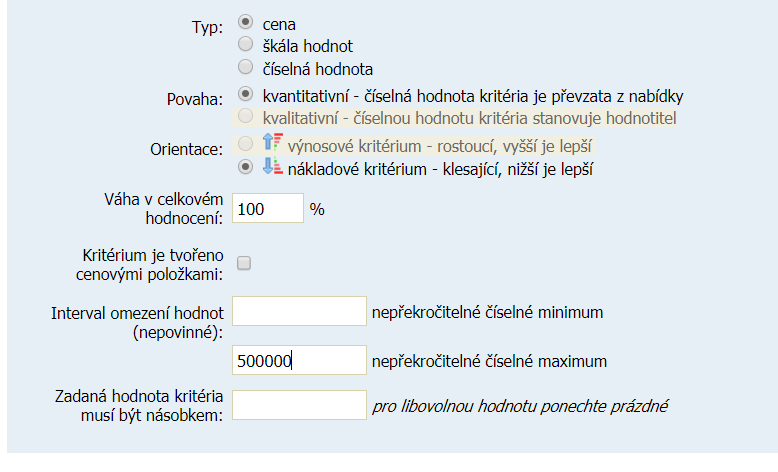 Typ: cena
škála hodnot
číselná hodnota
Povaha: kvantitativní - číselná hodnota kritéria je převzata z nabídky
kvalitativní - číselnou hodnotu kritéria stanovuje hodnotitel
Orientace: výnosové kritérium - rostoucí, vyšší je lepší
nákladové kritérium - klesající, nižší je lepší
Váha v celkovém
hodnocení: 100 %
Kritérium je tvořeno
cenovými položkami:
Interval omezení hodnot
(nepovinné): nepřekročitelné číselné minimum
500000 nepřekročitelné číselné maximum
Zadaná hodnota kritéria
musí být násobkem: pro libovolnou hodnotu ponechte prázdné